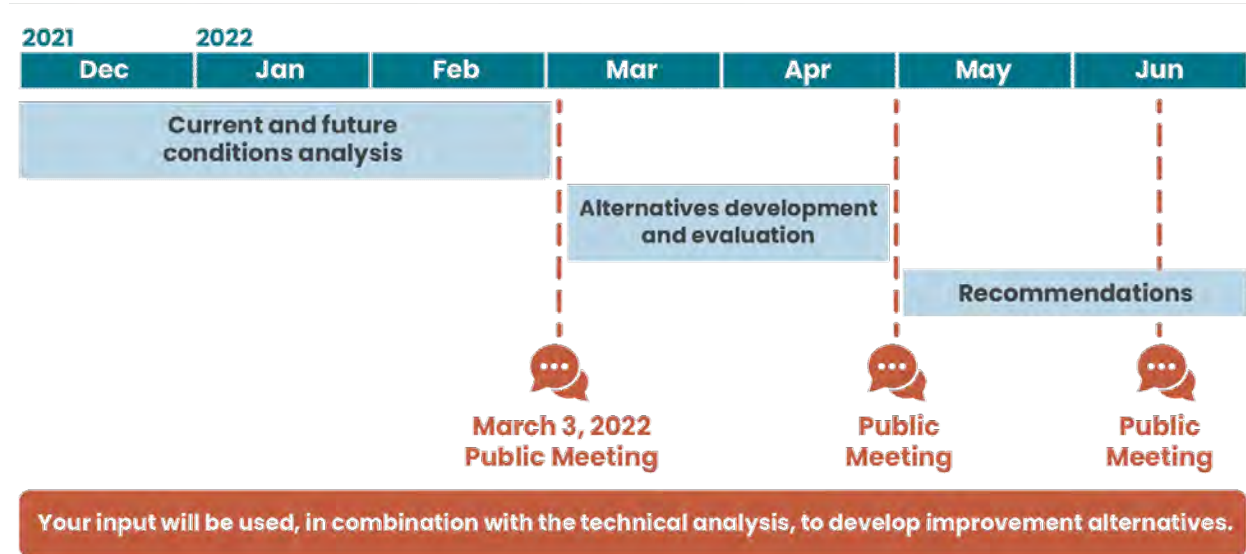 2021 2022
Dec Jan Feb Mar Apr May Jun
Current and future
conditions analysis
Alternatives development
and evaluation
Recommendations
March 3, 2022
Public Meeting
Public
Meeting
Public
Meeting
Your input will be used, in combination with the technical analysis, to develop improvement alternatives.